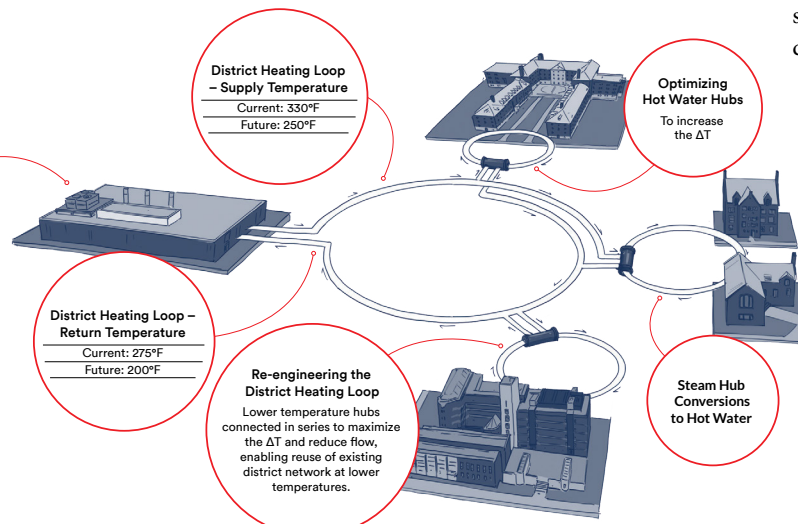 s
c
District Heating Loop
– Supply Temperature
Current: 330°F
Future: 250°F
Optimizing
Hot Water Hubs
To increase
the ΔT
District Heating Loop –
Return Temperature
Current: 275°F
Future: 200°F
Re-engineering the
District Heating Loop
Lower temperature hubs
connected in series to maximize
the ΔT and reduce flow,
enabling reuse of existing
district network at lower
temperatures.
Steam Hub
Conversions
to Hot Water